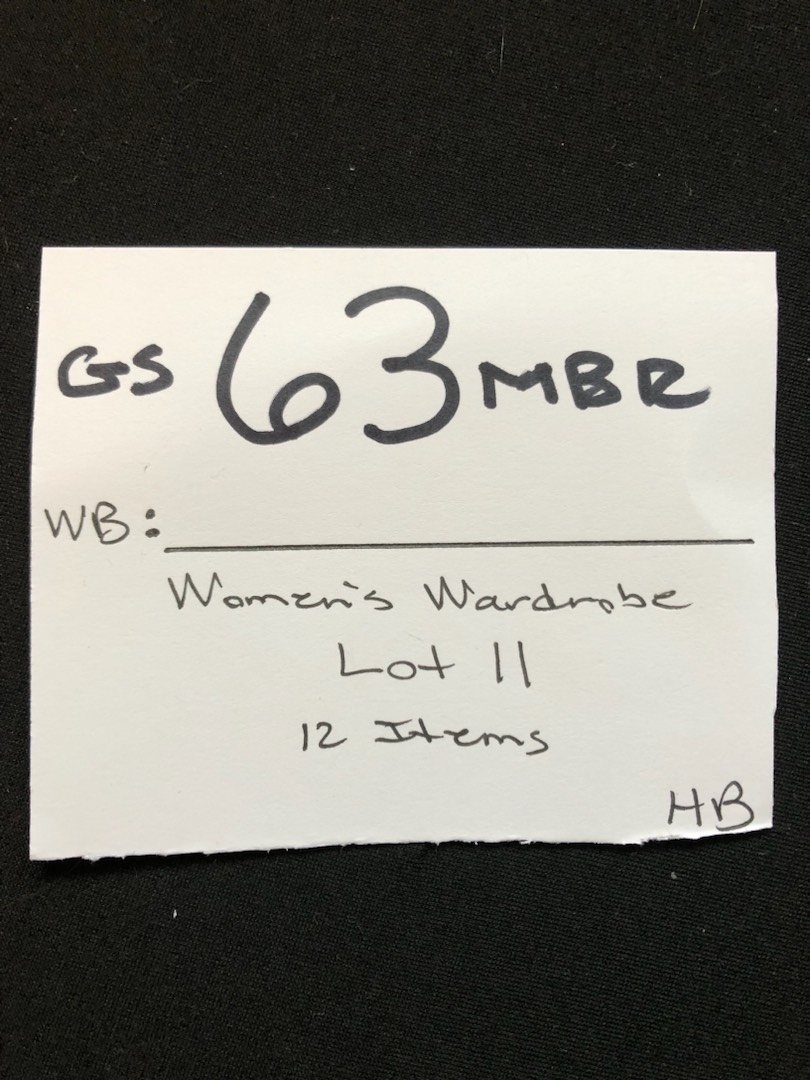 GS 63 MBR
WB:
Women's Wardrobe
Lot 11
12 Items
HB